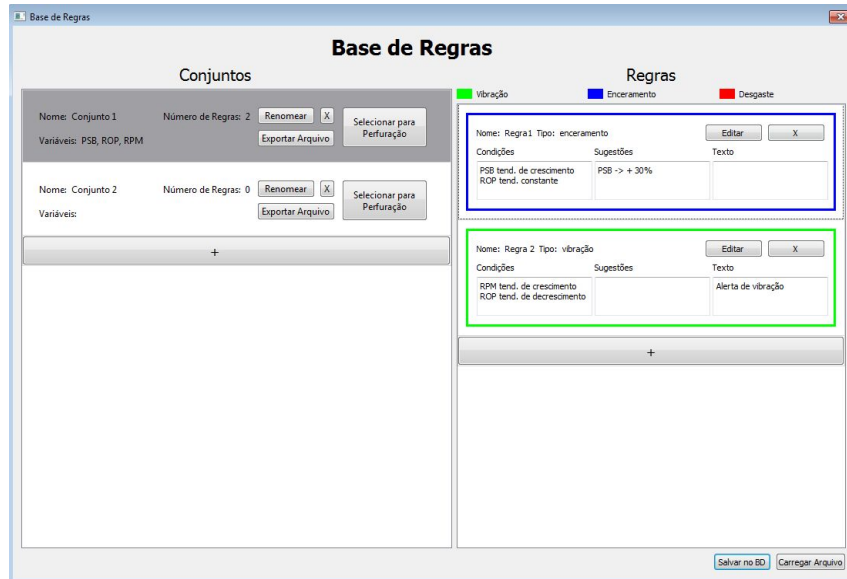 Base de Regras
Base de Regras
Conjuntos
Nome: Conjunto 1 Número de Regras: 2 Renomear X Selecionar para Perfuração
Variáveis: PSB, ROP, RPM Exportar Arquivo
Nome: Conjunto 2 Número de Regras: 0 Renomear X Selecionar para Perfuração
Variáveis: Exportar Arquivo
+
Regras
Vibração Enceramento Desgaste
Nome: Regra1 Tipo: enceramento Editar X
Condições Sugestões Texto
PSB tend. de crescimento PSB -> + 30%
ROP tend. constante
Nome: Regra 2 Tipo: vibração Editar X
Condições Sugestões Texto
RPM tend. de crescimento Alerta de vibração
ROP tend. de decrescimento
+
Salvar no BD Carregar Arquivo